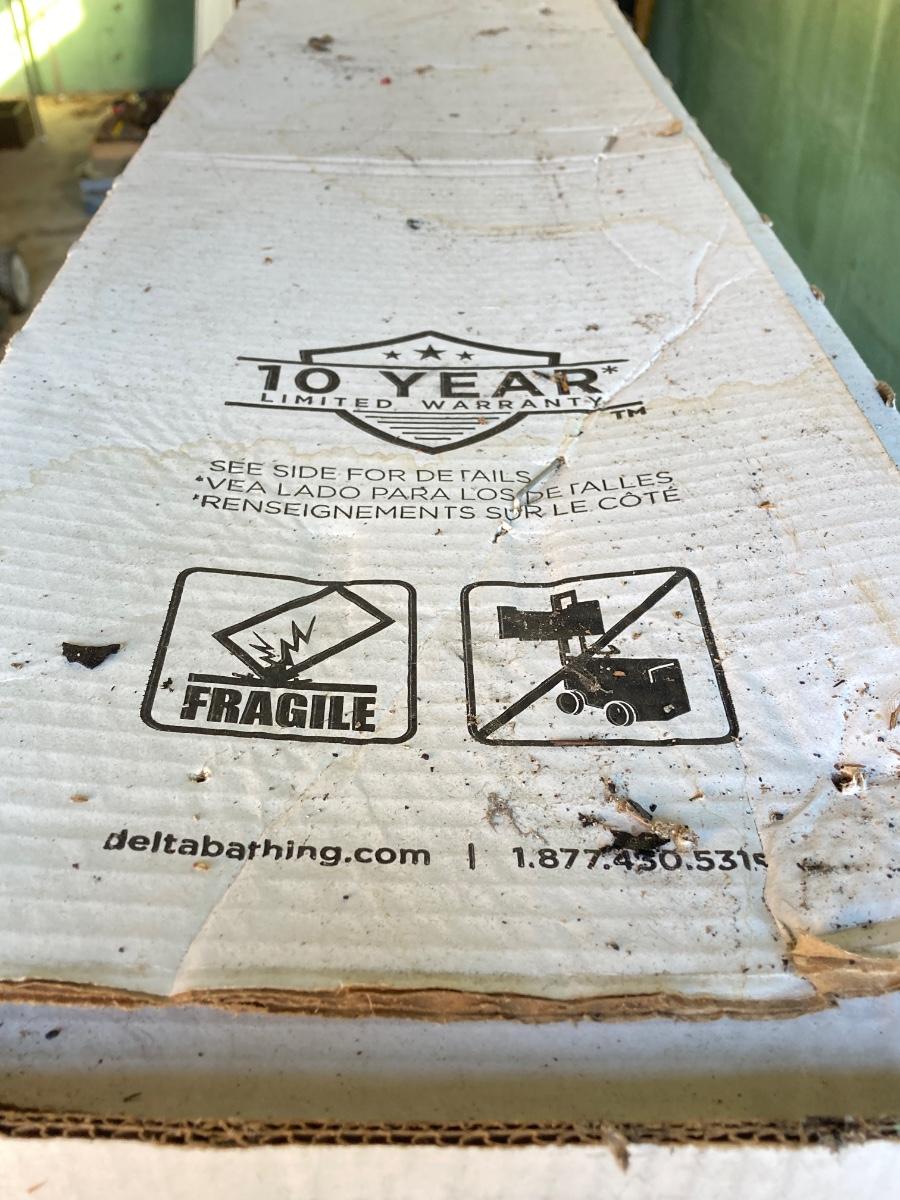 10 YEAR*
LIMITED WARRANTY
TM
SEE SIDE FOR DETAILS
*VEA LADO PARA LOS DETALLES
*RENSEIGNEMENTS SUR LE CÔTÉ
FRAGILE
deltabathing.com | 1.877.430.5315